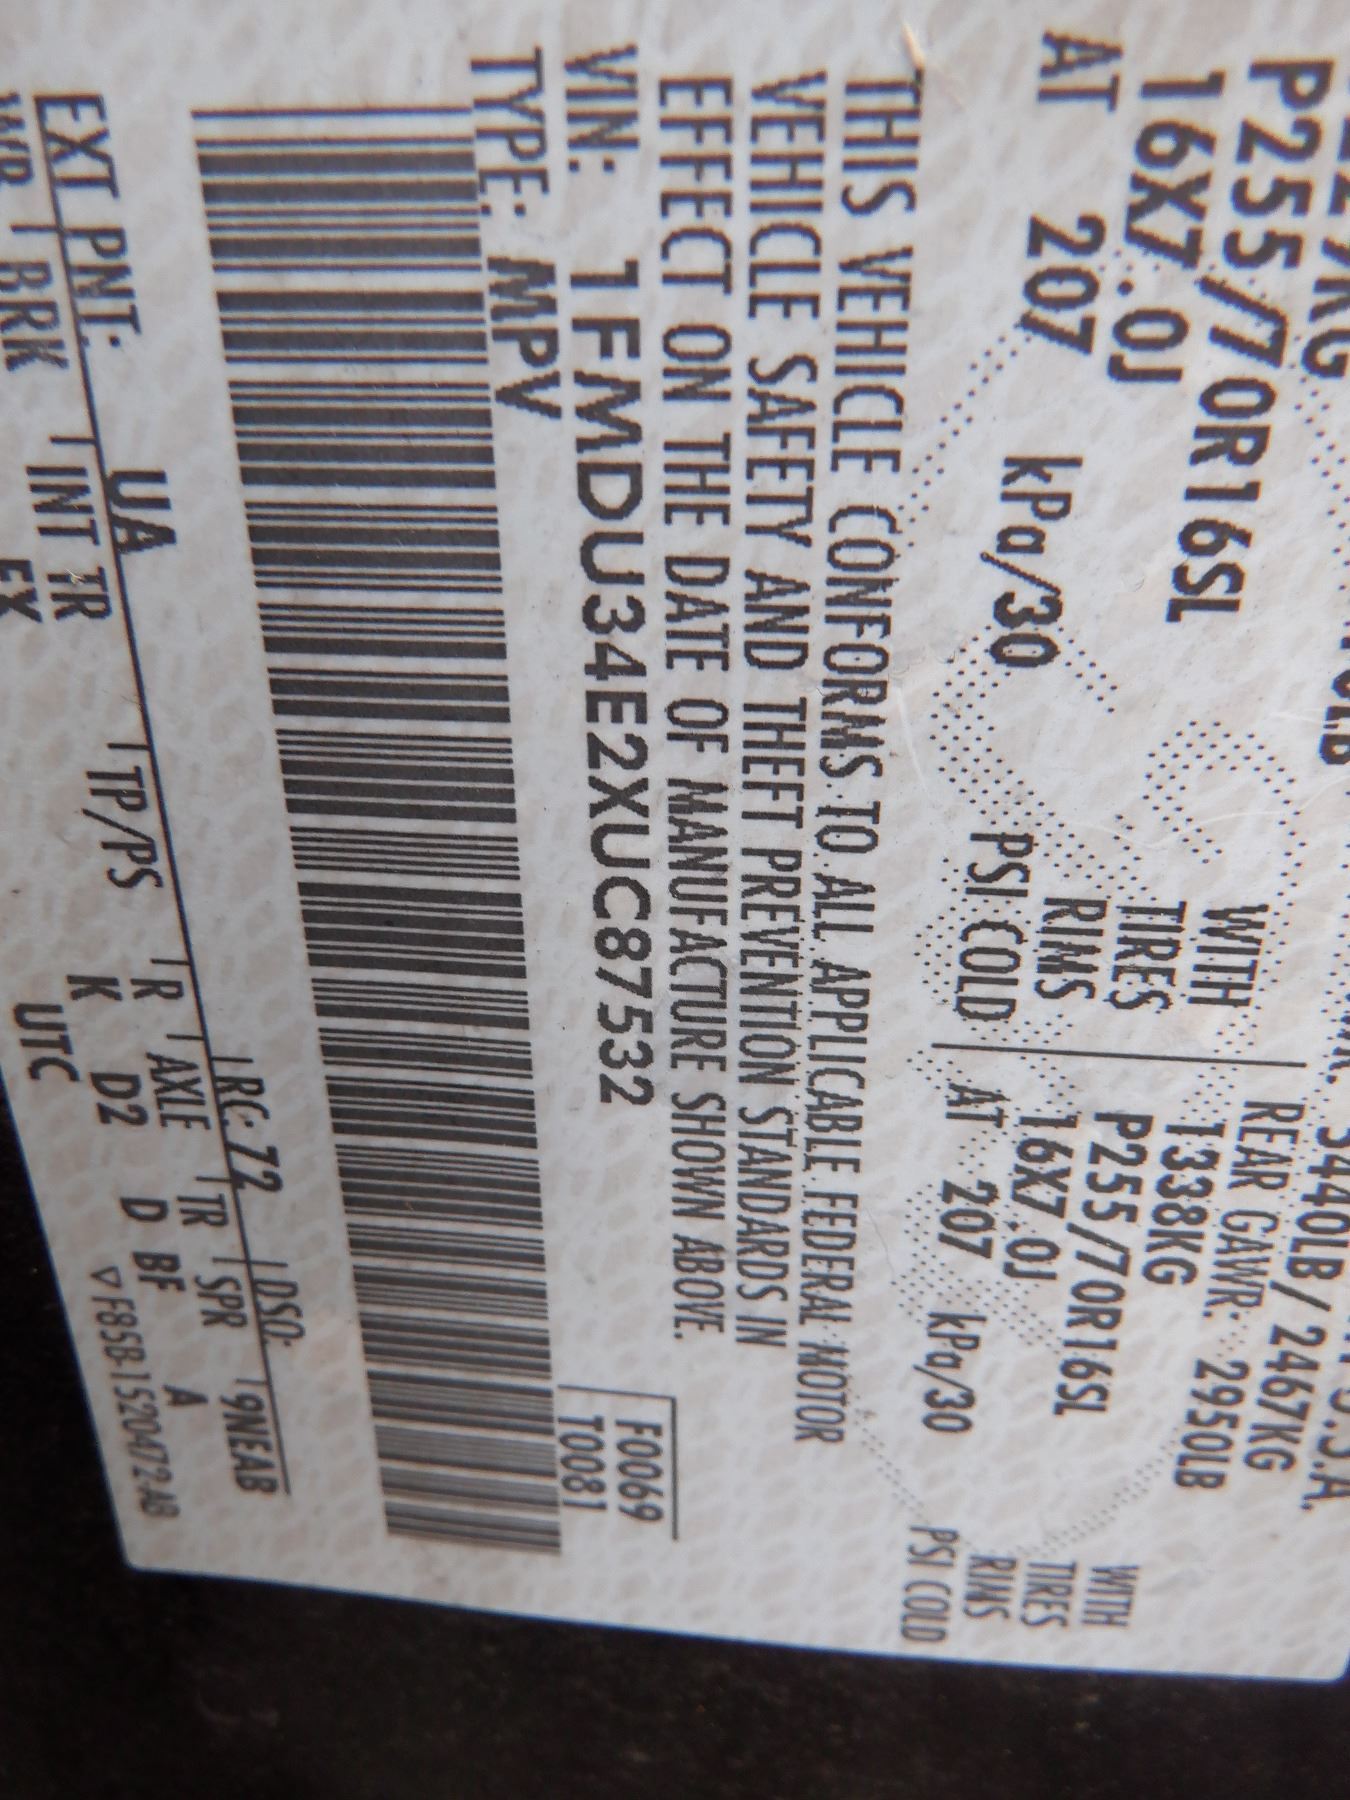 5440LB/ 2467KG
REAR GAWR: 2950LB
P255/70R16SL WITH 1338KG WITH
16X7.0J TIRES P255/70R16SL TIRES
RIMS 16X7.0J RIMS
AT 207 kPa/30 PSI COLD AT 207 kPa/30 PSI COLD
THIS VEHICLE CONFORMS TO ALL APPLICABLE FEDERAL MOTOR
VEHICLE SAFETY AND THEFT PREVENTION STANDARDS IN
EFFECT ON THE DATE OF MANUFACTURE SHOWN ABOVE.
VIN: 1FMDU34E2XUC87532
F0069
TYPE: MPV
T0081
EXT PNT: UA RC: 72 DSO:
BRK INT TR TP/PS R AXLE TR SPR 9NEAB
EX K D2 D BF A
UTC ▽ F85B-1520472-AB